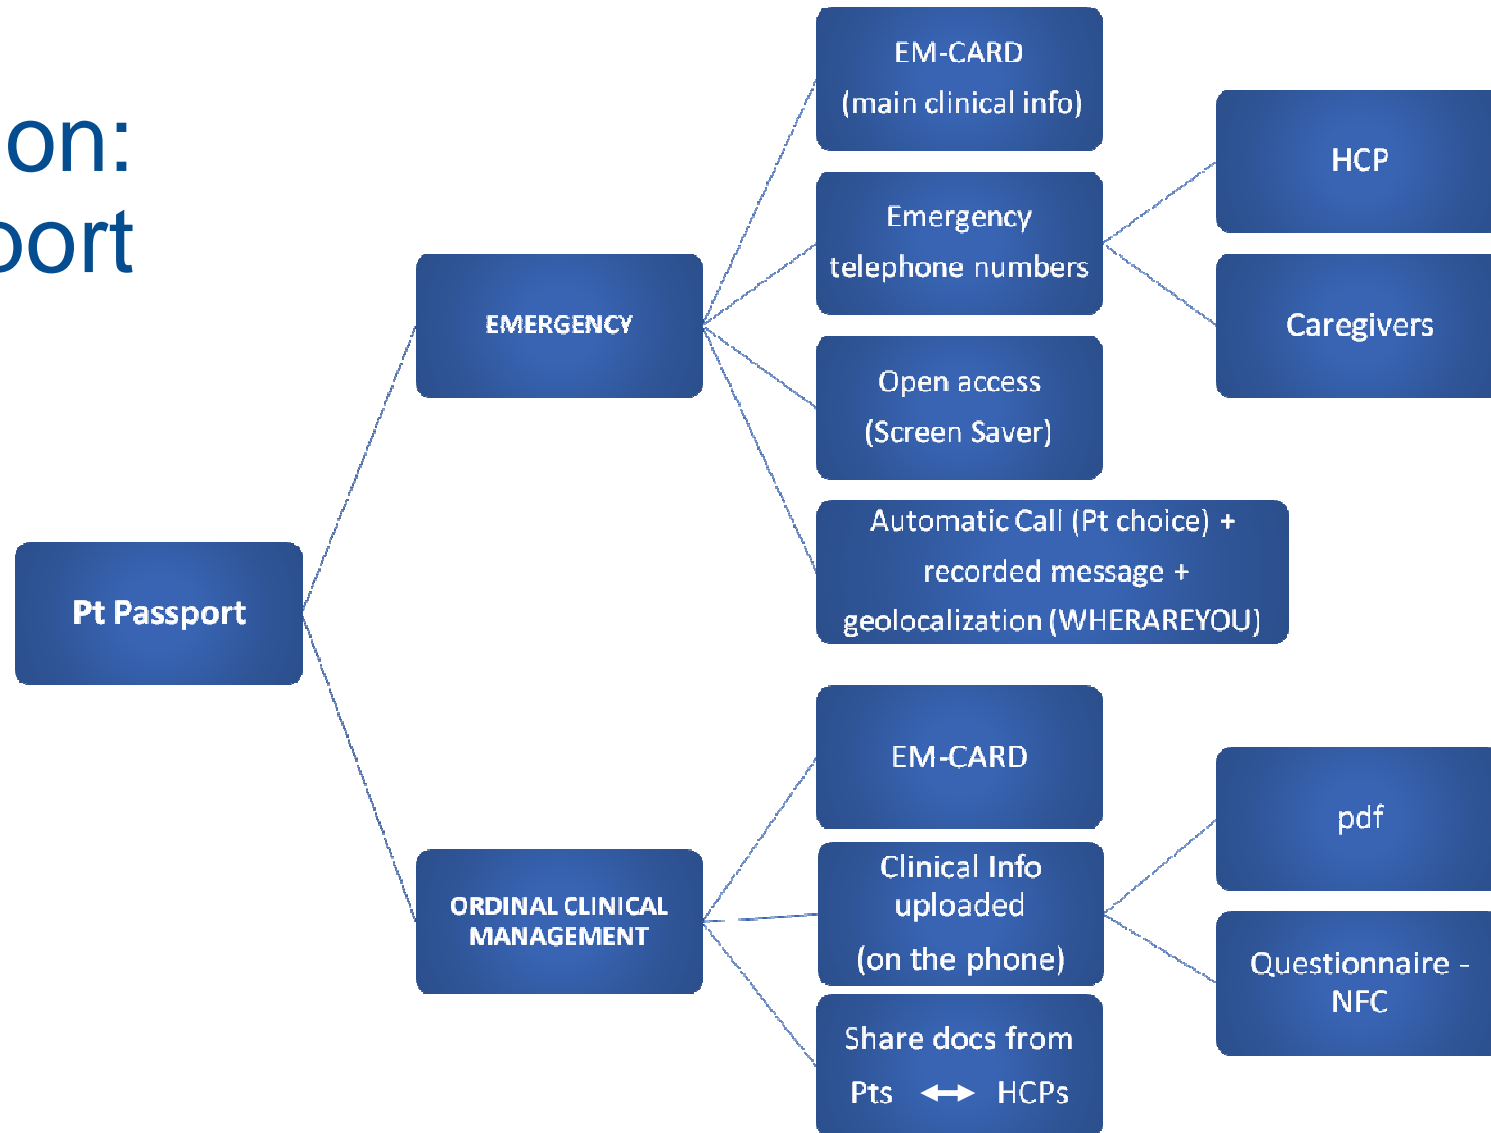 on:
port
EM-CARD
(main clinical info)
HCP
Emergency
telephone numbers
Caregivers
EMERGENCY
Open access
(Screen Saver)
Automatic Call (Pt choice) +
recorded message +
geolocalization (WHERAREYOU)
Pt Passport
EM-CARD
pdf
ORDINAL CLINICAL
MANAGEMENT
Clinical Info
uploaded
(on the phone)
Questionnaire -
NFC
Share docs from
Pts ⟷ HCPs